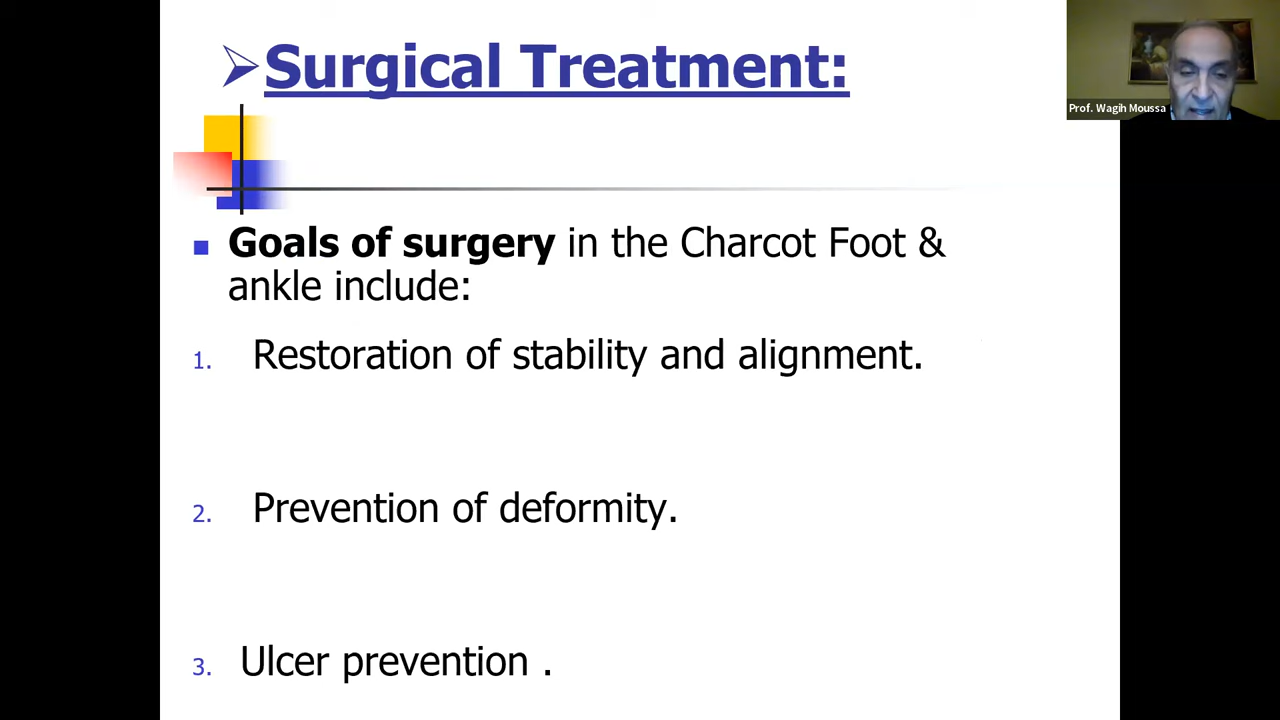 Surgical Treatment:
Prof. Wagih Moussa
Goals of surgery in the Charcot Foot &
ankle include:
1. Restoration of stability and alignment.
2. Prevention of deformity.
3. Ulcer prevention .